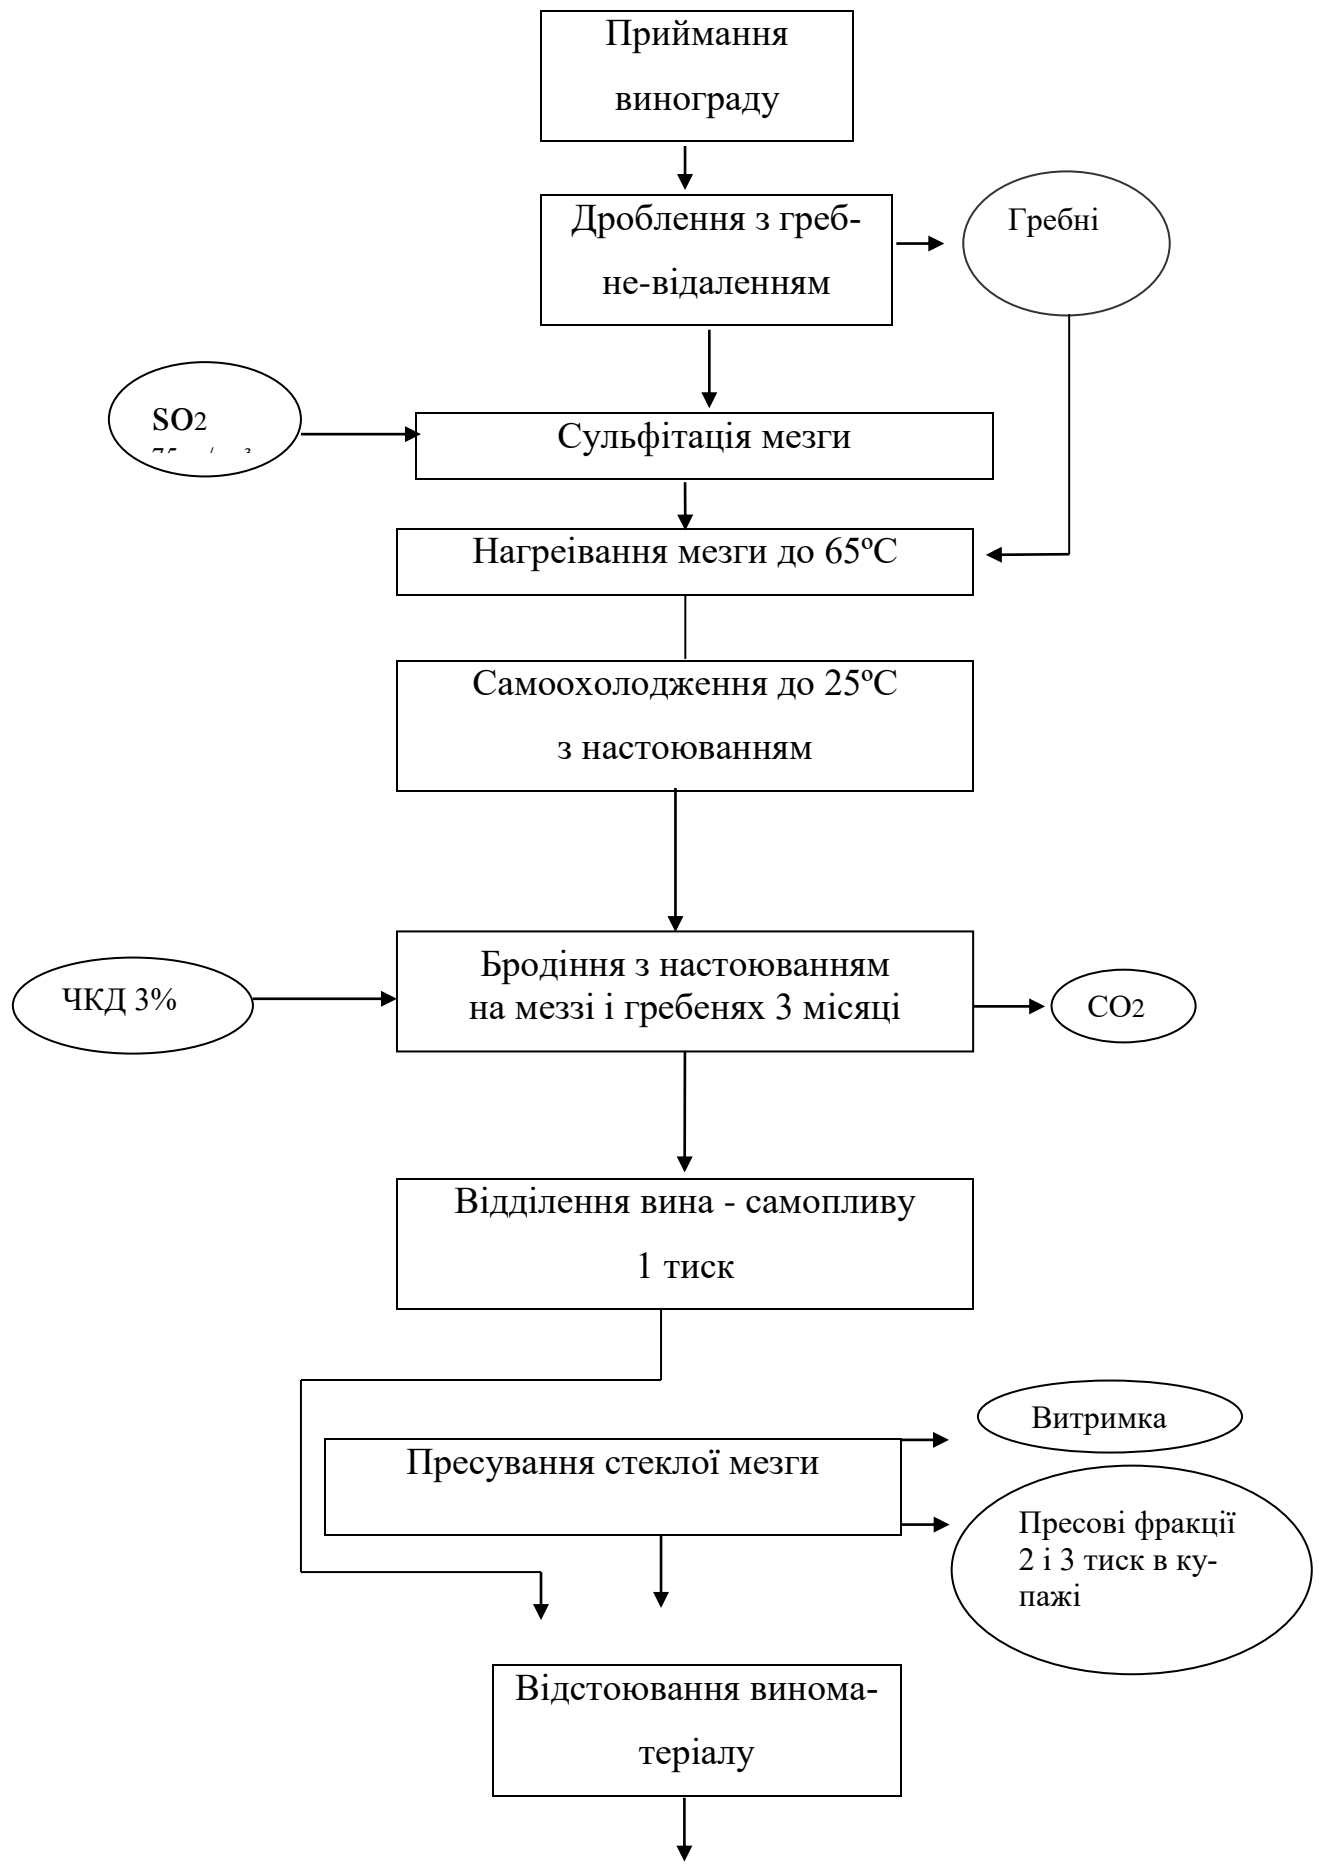 Приймання
винограду
Дроблення з греб-
не-відаленням
Гребні
SO2
Сульфітація мезги
Нагреівання мезги до 65ºС
Самоохолодження до 25ºС
з настоюванням
ЧКД 3%
Бродіння з настоюванням
на меззі і гребенях 3 місяці
СО2
Відділення вина - самопливу
1 тиск
Витримка
Пресування стеклої мезги
Пресові фракції
2 і 3 тиск в ку-
пажі
Відстоювання винома-
теріалу